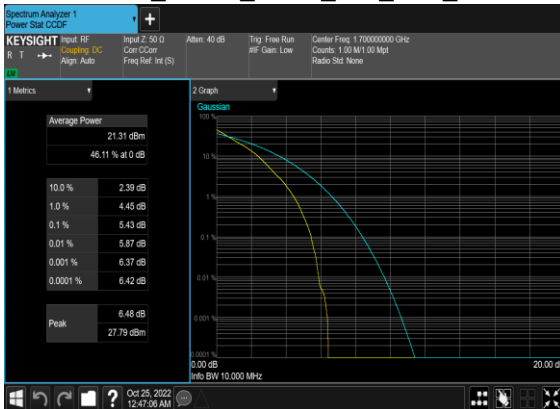 Spectrum Analyzer 1
Power Stat CCDF
+
KEYSIGHT
R T
LM
Input: RF
Coupling: DC
Align: Auto
Input Z: 50 Ω
Corr CCorr
Freq Ref: Int (S)
Atten: 40 dB
Trig: Free Run
#IF Gain: Low
Center Freq: 1.700000000 GHz
Counts: 1.00 M/1.00 Mpt
Radio Std: None
1 Metrics
Average Power
21.31 dBm
46.11 % at 0 dB
10.0 % 2.39 dB
1.0 % 4.45 dB
0.1 % 5.43 dB
0.01 % 5.87 dB
0.001 % 6.37 dB
0.0001 % 6.42 dB
Peak
6.48 dB
27.79 dBm
2 Graph
Gaussian
100 %
10 %
1 %
0.1 %
0.01 %
0.001 %
0.0001 %
0.00 dB
20.00 d
Info BW 10.000 MHz
?
Oct 25, 2022
12:47:06 AM